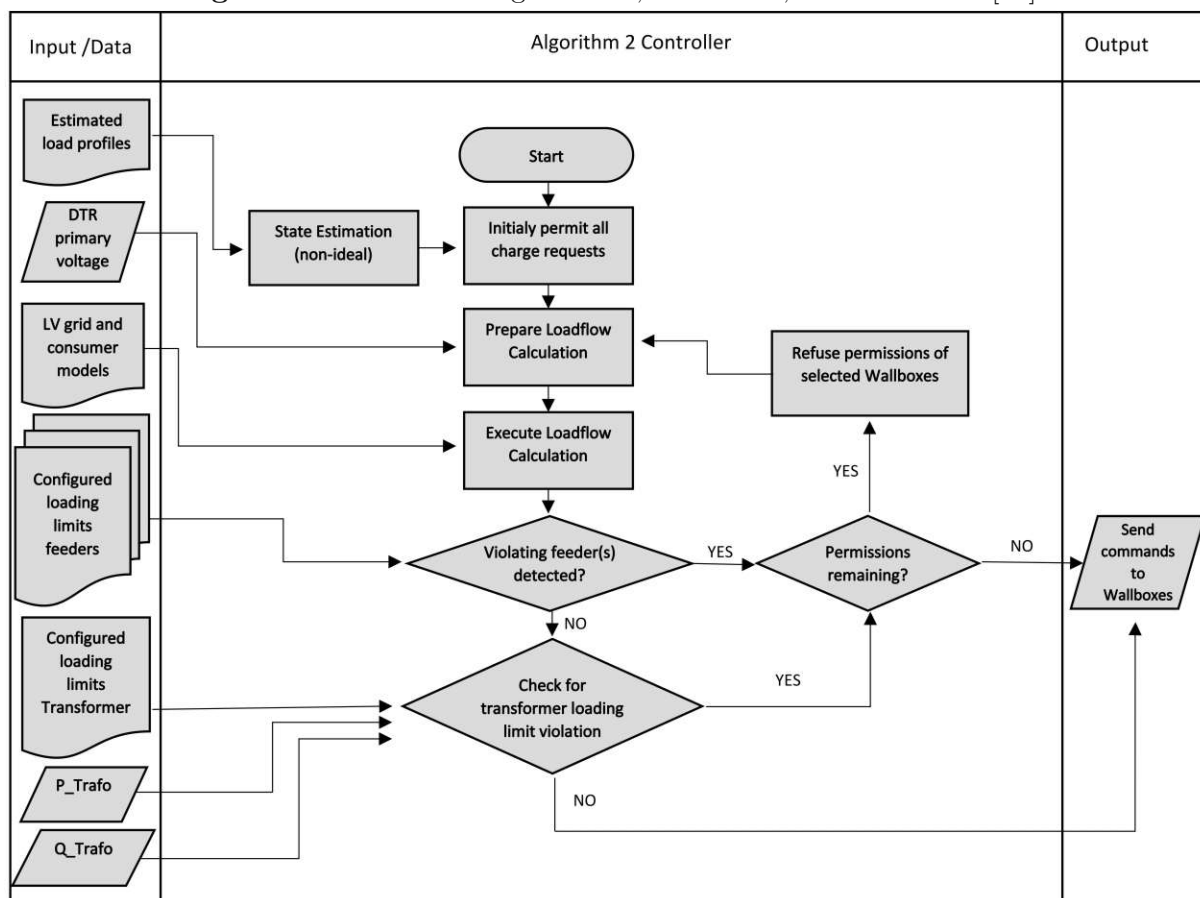 Input /Data
Algorithm 2 Controller
Output
Estimated
load profiles
DTR
primary
voltage
LV grid and
consumer
models
Configured
loading
limits
feeders
Configured
loading
limits
Transformer
P_Trafo
Q_Trafo
Start
State Estimation
(non-ideal)
Initialy permit all
charge requests
Prepare Loadflow
Calculation
Execute Loadflow
Calculation
Violating feeder(s)
detected?
YES
NO
Check for
transformer loading
limit violation
YES
NO
Refuse permissions of
selected Wallboxes
YES
Permissions
remaining?
NO
Send
commands
to
Wallboxes